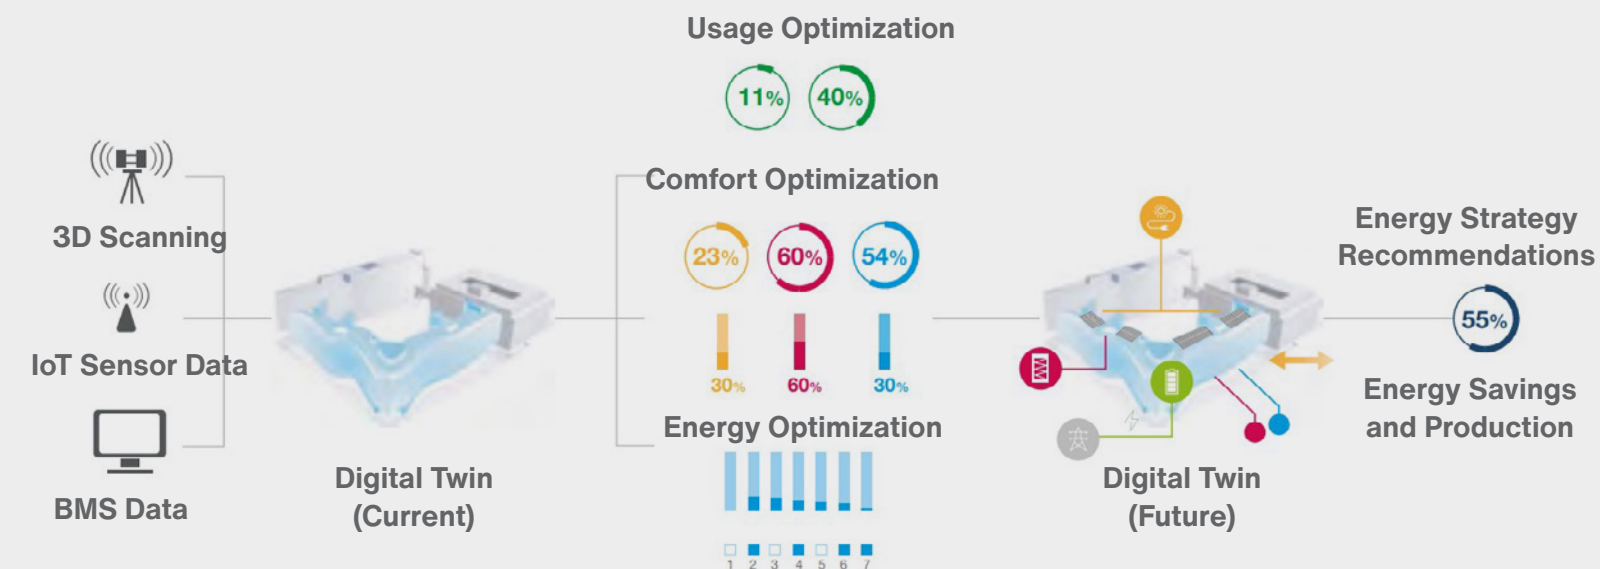 Usage Optimization
11%
40%
3D Scanning
IoT Sensor Data
BMS Data
Digital Twin
(Current)
Comfort Optimization
23%
60%
54%
30%
60%
30%
Energy Optimization
1 2 3 4 5 6 7
Digital Twin
(Future)
Energy Strategy
Recommendations
55%
Energy Savings
and Production